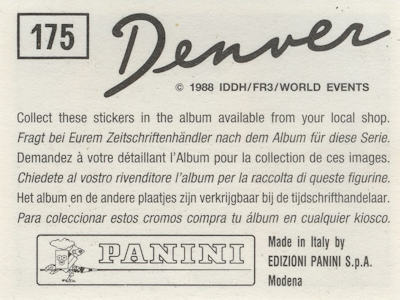 175
Denver
© 1988 IDDH/FR3/WORLD EVENTS
Collect these stickers in the album available from your local shop.
Fragt bei Eurem Zeitschriftenhändler nach dem Album für diese Serie.
Demandez à votre détaillant l'Album pour la collection de ces images.
Chiedete al vostro rivenditore l'album per la raccolta di queste figurine.
Het album en de andere plaatjes zijn verkrijgbaar bij de tijdschrifthandelaar.
Para coleccionar estos cromos compra tu álbum en cualquier kiosco.
PANINI
Made in Italy by
EDIZIONI PANINI S.p.A.
Modena